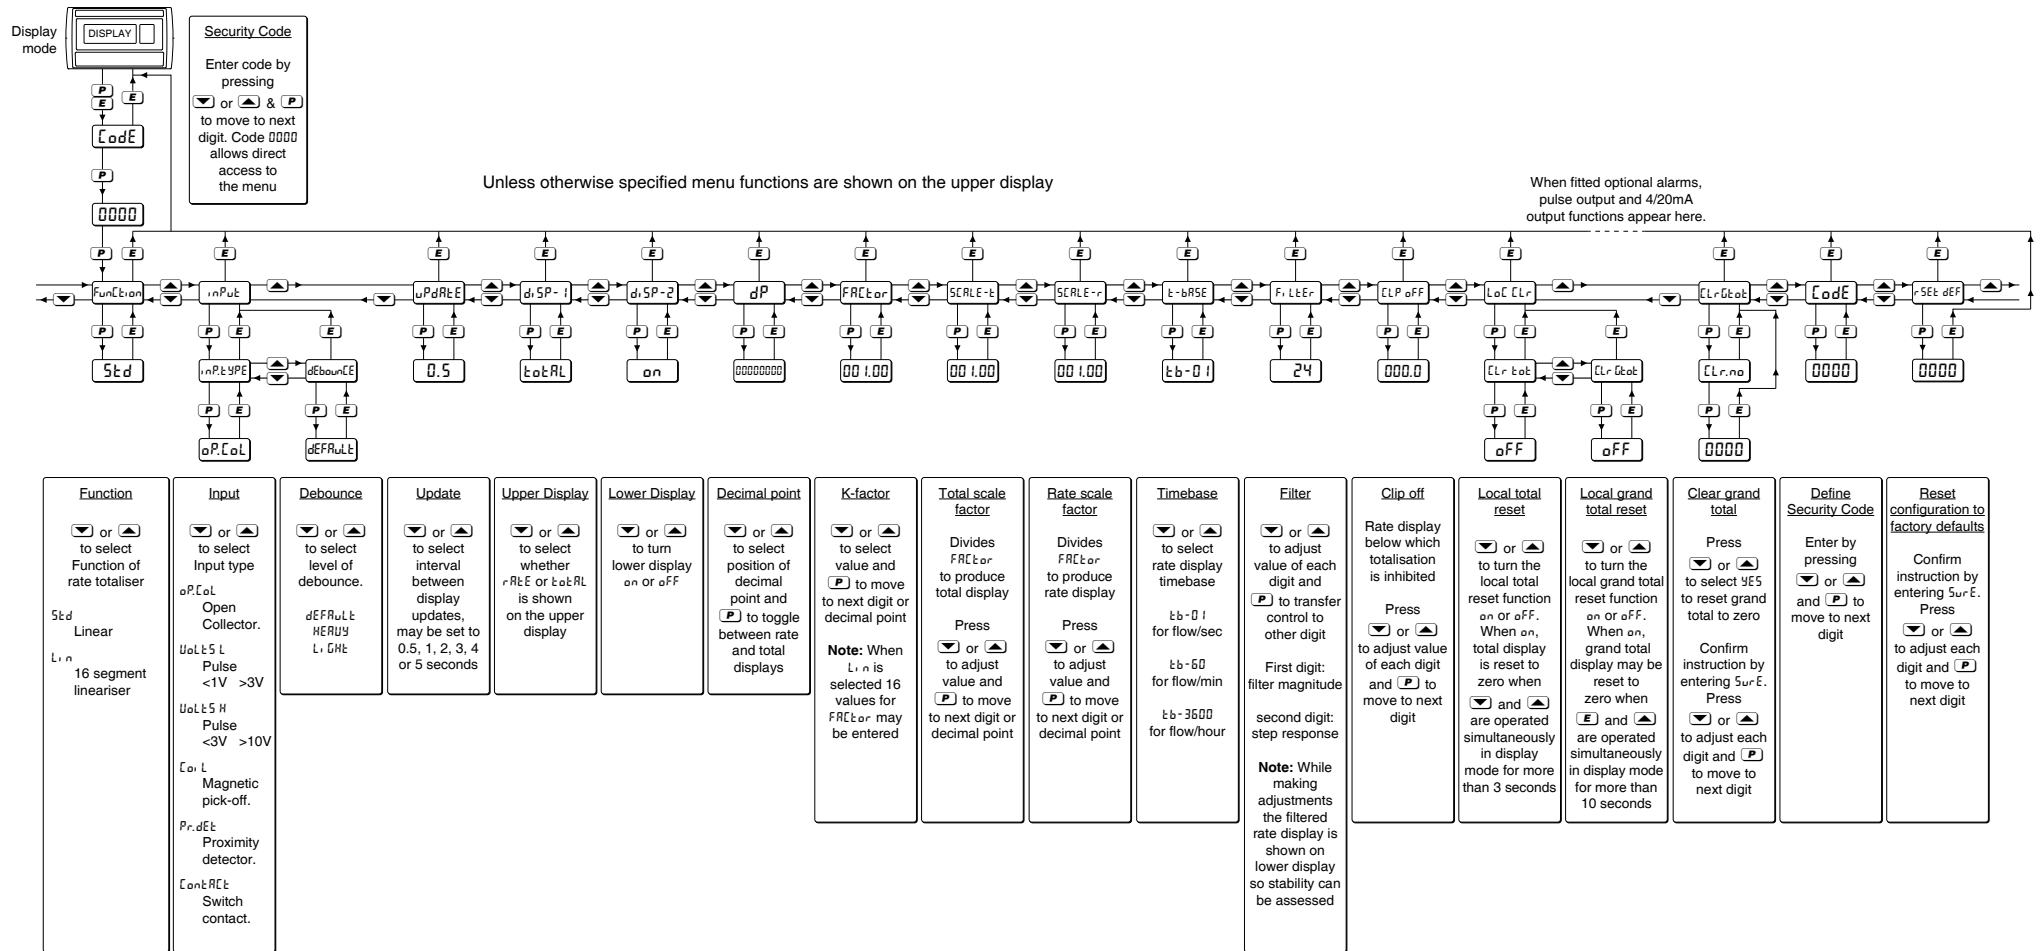 Display
mode
DISPLAY
Security Code
Enter code by
pressing
▼ or ▲ & P
to move to next
digit. Code 0000
allows direct
access to
the menu
P
E
E
CodE
P
0000
Unless otherwise specified menu functions are shown on the upper display
When fitted optional alarms,
pulse output and 4/20mA
output functions appear here.
P E E E E E E E E E E E E E E E E
FunCtion inPut uPdAtE diSP-1 diSP-2 dP FACtor SCALE-t SCALE-r t-bASE FiLtEr CLP oFF LoC CLr CLrGtot CodE rSEt dEF
P E P E E P E P E P E P E P E P E P E P E P E P E P E E P E P E P E
Std inP.tYPE dEbounCE 0.5 totAL on 00000000 001.00 001.00 001.00 tb-01 24 000.0 CLr tot CLr Gtot CLr.no 0000 0000
P E P E P E P E P E
oP.CoL dEFAuLt oFF oFF 0000
Function
▼ or ▲
to select
Function of
rate totaliser
Std
Linear
Lin
16 segment
lineariser
Input
▼ or ▲
to select
Input type
oP.CoL
Open
Collector.
VoLtS L
Pulse
<1V >3V
VoLtS H
Pulse
<3V >10V
CoiL
Magnetic
pick-off.
Pr.dEt
Proximity
detector.
ContACt
Switch
contact.
Debounce
▼ or ▲
to select
level of
debounce.
dEFAuLt
HEAVY
LiGHt
Update
▼ or ▲
to select
interval
between
display
updates,
may be set to
0.5, 1, 2, 3, 4
or 5 seconds
Upper Display
▼ or ▲
to select
whether
rAtE or totAL
is shown
on the upper
display
Lower Display
▼ or ▲
to turn
lower display
on or oFF
Decimal point
▼ or ▲
to select
position of
decimal
point and
P to toggle
between rate
and total
displays
K-factor
▼ or ▲
to select
value and
P to move
to next digit or
decimal point
Note: When
Lin is
selected 16
values for
FACtor may
be entered
Total scale
factor
Divides
FACtor
to produce
total display
Press
▼ or ▲
to adjust
value and
P to move
to next digit or
decimal point
Rate scale
factor
Divides
FACtor
to produce
rate display
Press
▼ or ▲
to adjust
value and
P to move
to next digit or
decimal point
Timebase
▼ or ▲
to select
rate display
timebase
tb-01
for flow/sec
tb-60
for flow/min
tb-3600
for flow/hour
Filter
▼ or ▲
to adjust
value of each
digit and
P to transfer
control to
other digit
First digit:
filter magnitude
second digit:
step response
Note: While
making
adjustments
the filtered
rate display is
shown on
lower display
so stability can
be assessed
Clip off
Rate display
below which
totalisation
is inhibited
Press
▼ or ▲
to adjust value
of each digit
and P to
move to next
digit
Local total
reset
▼ or ▲
to turn the
local total
reset function
on or oFF.
When on,
total display
is reset to
zero when
▼ and ▲
are operated
simultaneously
in display
mode for more
than 3 seconds
Local grand
total reset
▼ or ▲
to turn the
local grand total
reset function
on or oFF.
When on,
grand total
display may be
reset to
zero when
E and ▲
are operated
simultaneously
in display mode
for more than
10 seconds
Clear grand
total
Press
▼ or ▲
to select YES
to reset grand
total to zero
Confirm
instruction by
entering SurE.
Press
▼ or ▲
to adjust each
digit and P
to move to
next digit
Define
Security Code
Enter by
pressing
▼ or ▲
and P to
move to next
digit
Reset
configuration to
factory defaults
Confirm
instruction by
entering SurE.
Press
▼ or ▲
to adjust each
digit and P
to move to
next digit